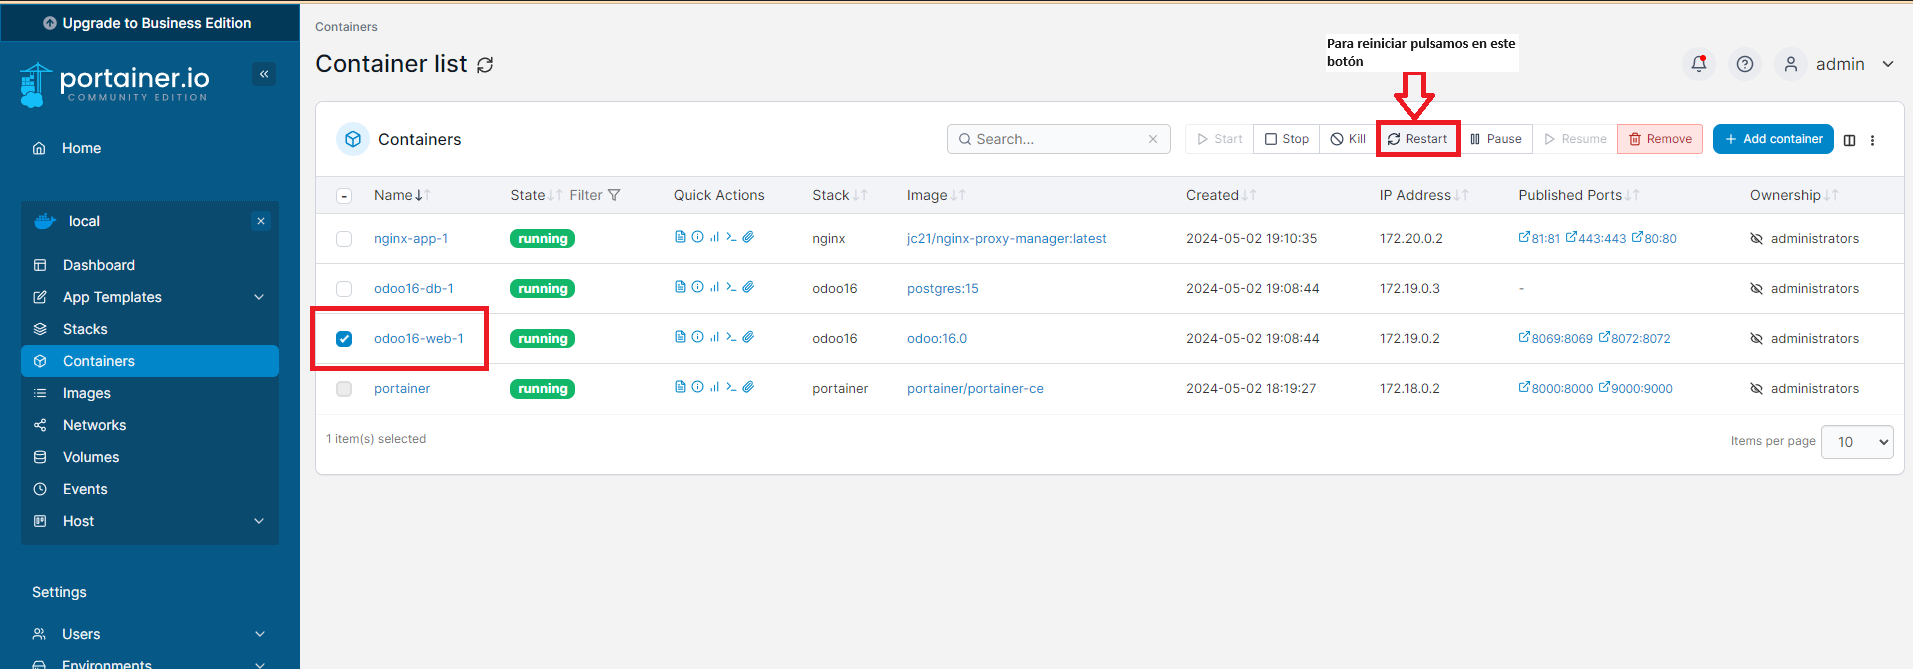 Upgrade to Business Edition
portainer.io
COMMUNITY EDITION
Home
local
Dashboard
App Templates
Stacks
Containers
Images
Networks
Volumes
Events
Host
Settings
Users
Environments
Containers
Container list
Para reiniciar pulsamos en este
botón
admin
Containers
Search...
Start
Stop
Kill
Restart
Pause
Resume
Remove
+ Add container
Name State Filter Quick Actions Stack Image Created IP Address Published Ports Ownership
nginx-app-1 running nginx jc21/nginx-proxy-manager:latest 2024-05-02 19:10:35 172.20.0.2 81:81 443:443 80:80 administrators
odoo16-db-1 running odoo16 postgres:15 2024-05-02 19:08:44 172.19.0.3 - administrators
odoo16-web-1 running odoo16 odoo:16.0 2024-05-02 19:08:44 172.19.0.2 8069:8069 8072:8072 administrators
portainer running portainer portainer/portainer-ce 2024-05-02 18:19:27 172.18.0.2 8000:8000 9000:9000 administrators
1 item(s) selected
Items per page 10